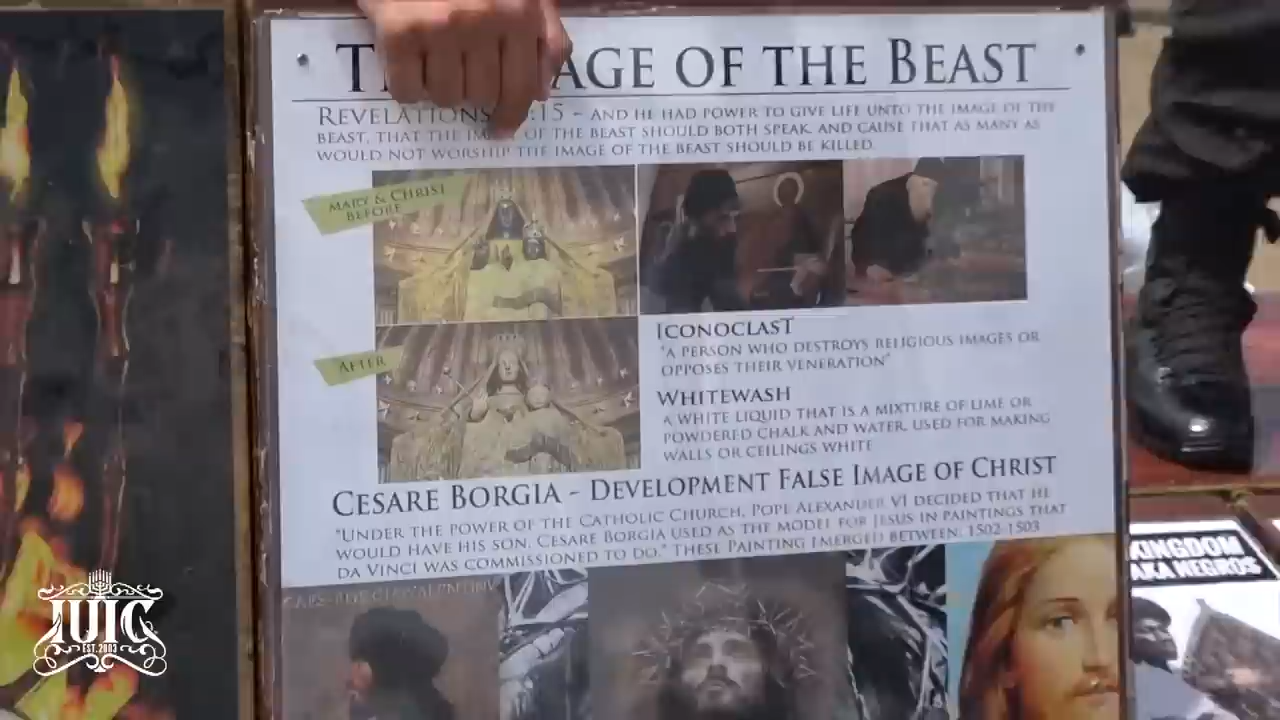 T AGE OF THE BEAST
REVELATIONS :15 - AND HE HAD POWER TO GIVE LIFE UNTO THE IMAGE OF THE
BEAST, THAT THE IMAGE OF THE BEAST SHOULD BOTH SPEAK, AND CAUSE THAT AS MANY AS
WOULD NOT WORSHIP THE IMAGE OF THE BEAST SHOULD BE KILLED.
MARY & CHRIST
BEFORE
ICONOCLAST
"A PERSON WHO DESTROYS RELIGIOUS IMAGES OR
OPPOSES THEIR VENERATION"
AFTER
WHITEWASH
A WHITE LIQUID THAT IS A MIXTURE OF LIME OR
POWDERED CHALK AND WATER, USED FOR MAKING
WALLS OR CEILINGS WHITE
CESARE BORGIA - DEVELOPMENT FALSE IMAGE OF CHRIST
"UNDER THE POWER OF THE CATHOLIC CHURCH, POPE ALEXANDER VI DECIDED THAT HE
WOULD HAVE HIS SON, CESARE BORGIA USED AS THE MODEL FOR JESUS IN PAINTINGS THAT
DA VINCI WAS COMMISSIONED TO DO." THESE PAINTING EMERGED BETWEEN: 1502-1503
KINGDOM
AKA NEGROS
IUIC
EST. 2003